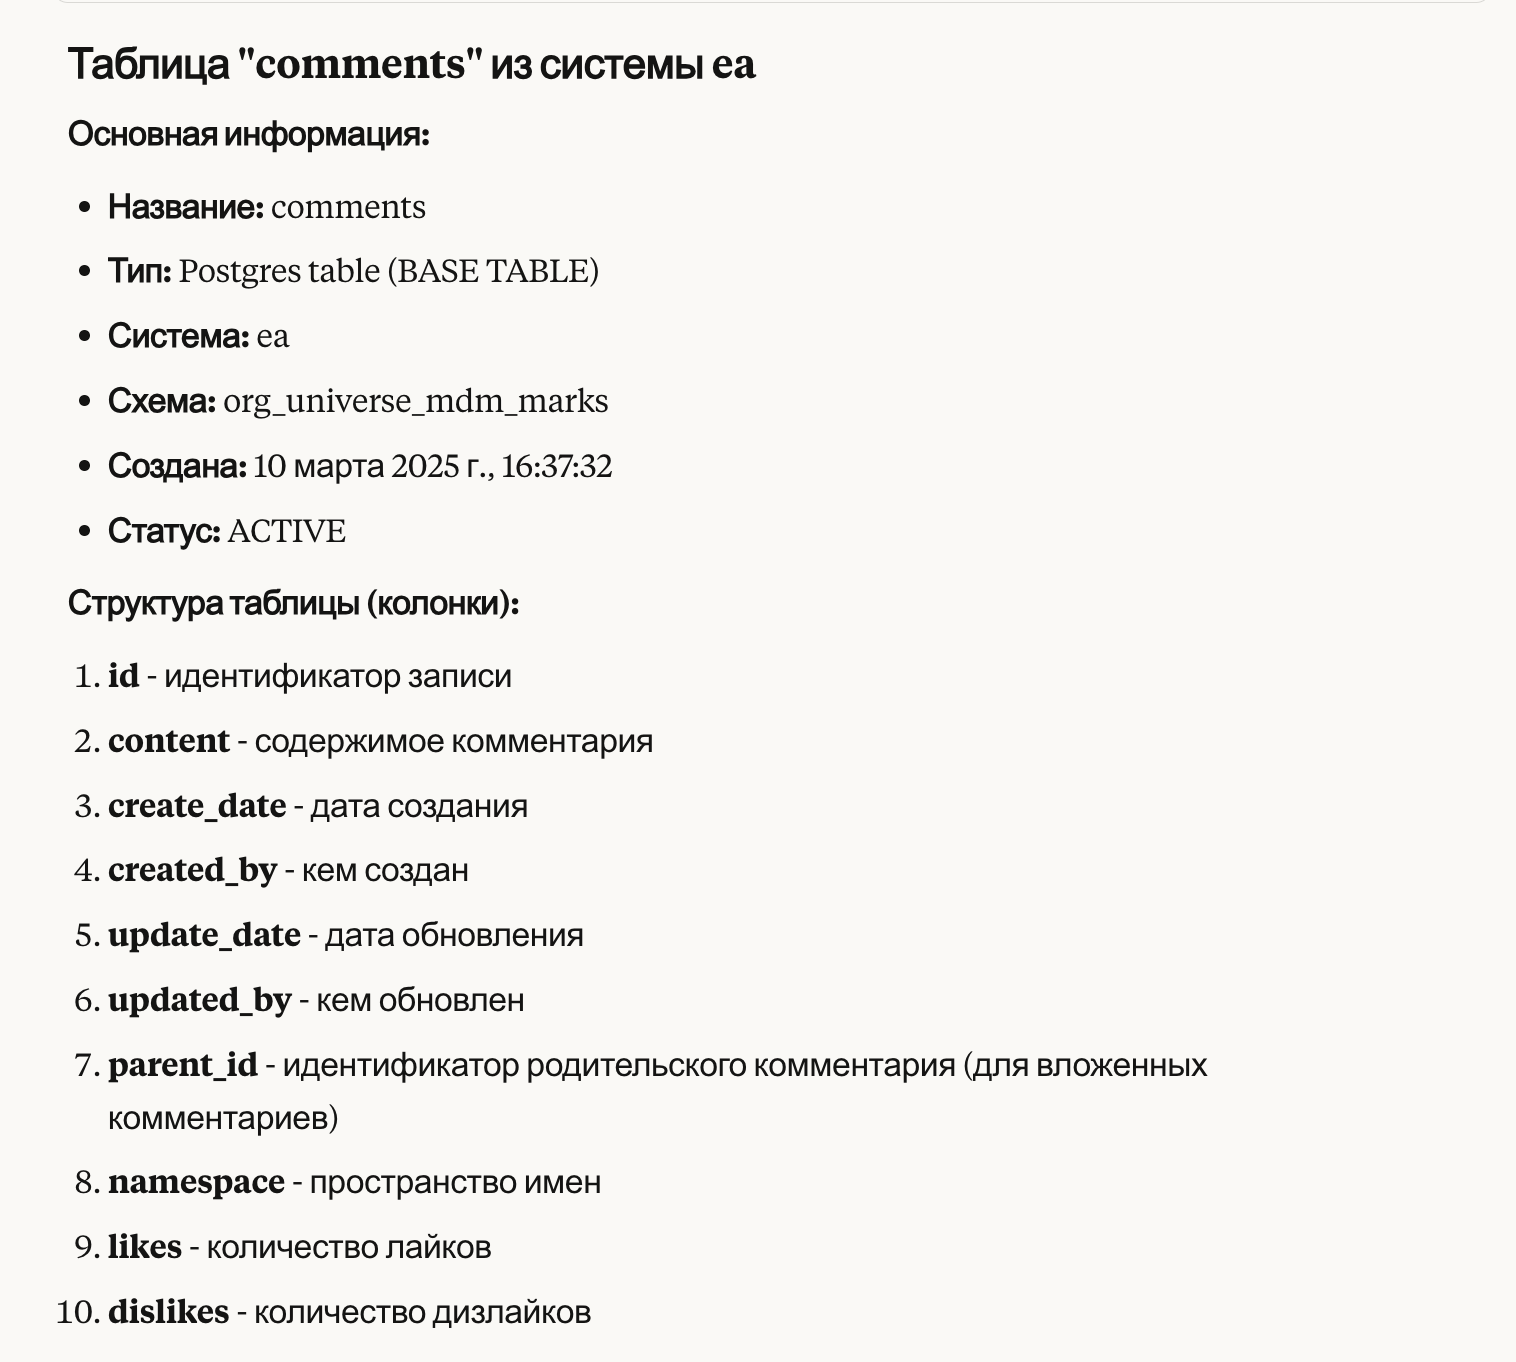 Таблица "comments" из системы ea
Основная информация:
• Название: comments
• Тип: Postgres table (BASE TABLE)
• Система: ea
• Схема: org_universe_mdm_marks
• Создана: 10 марта 2025 г., 16:37:32
• Статус: ACTIVE
Структура таблицы (колонки):
1. id - идентификатор записи
2. content - содержимое комментария
3. create_date - дата создания
4. created_by - кем создан
5. update_date - дата обновления
6. updated_by - кем обновлен
7. parent_id - идентификатор родительского комментария (для вложенных
комментариев)
8. namespace - пространство имен
9. likes - количество лайков
10. dislikes - количество дизлайков